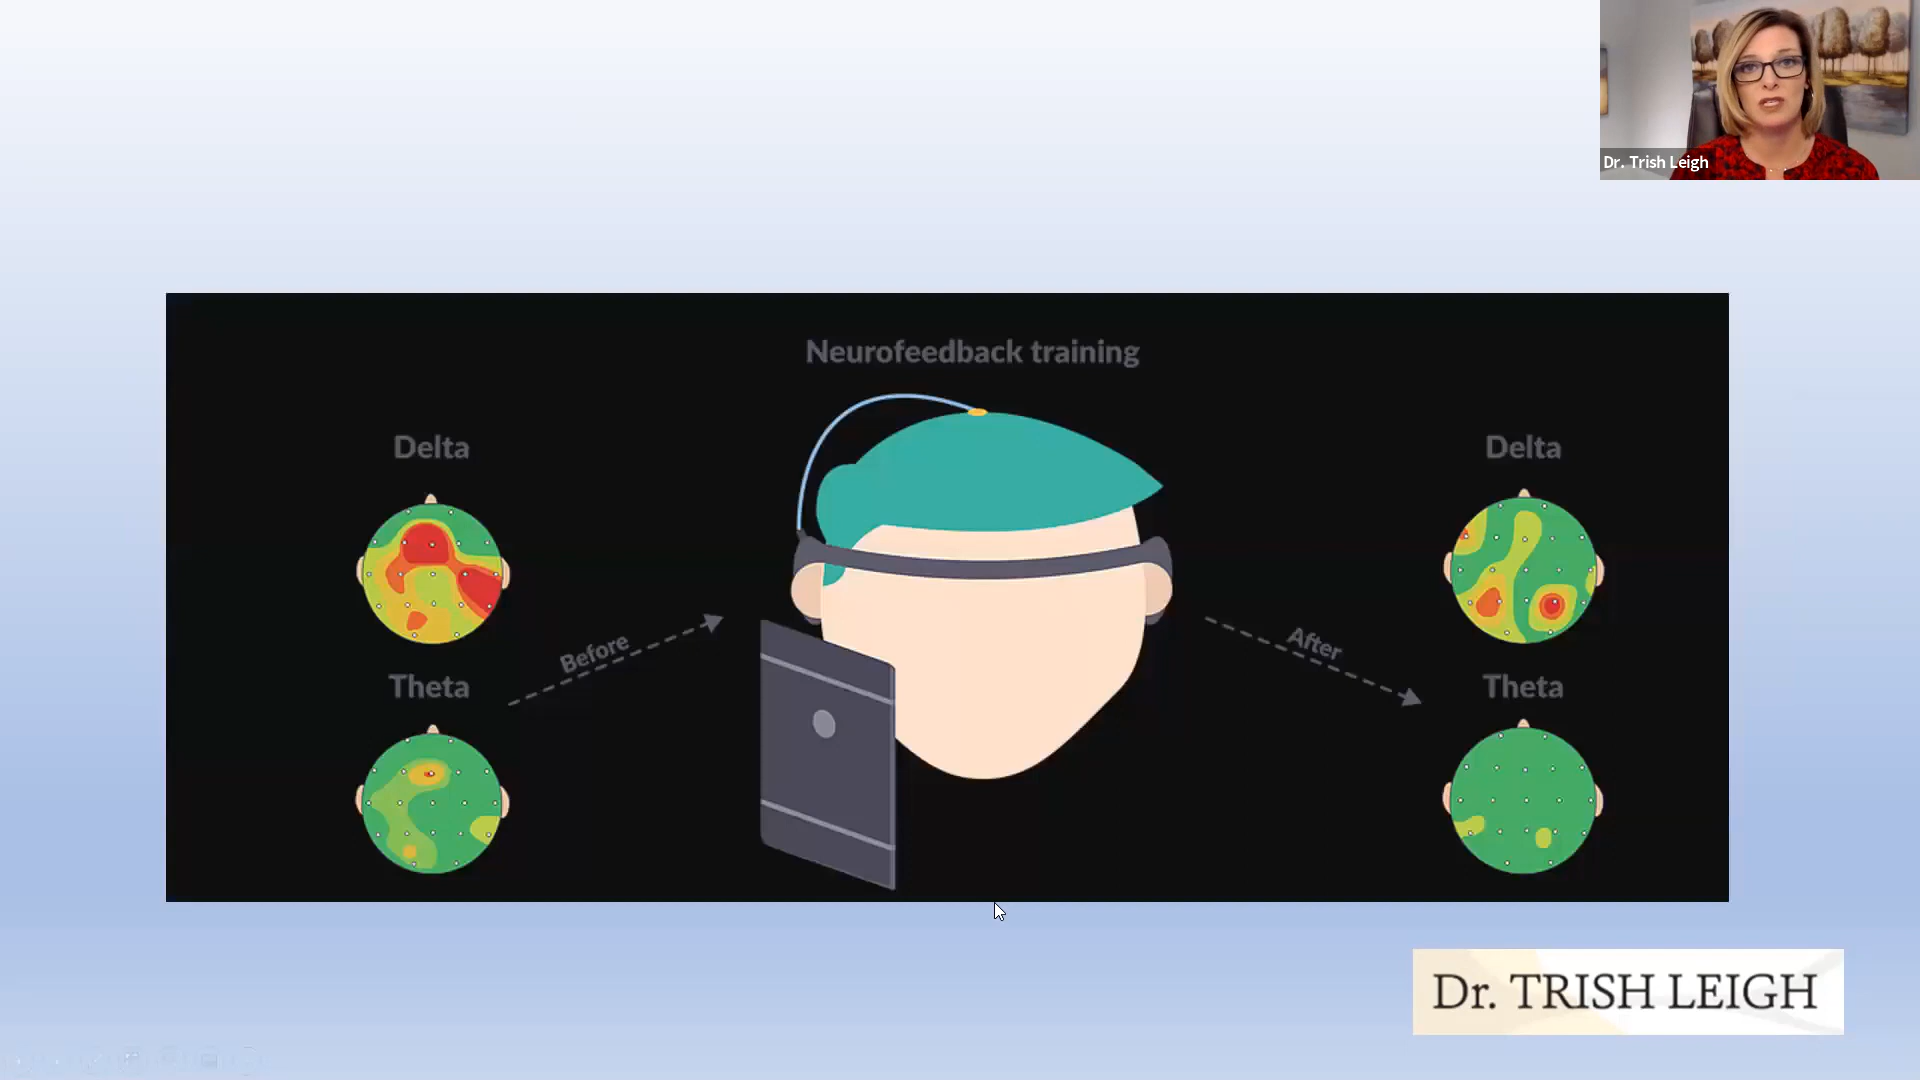 Dr. Trish Leigh
Neurofeedback training
Delta
Delta
Before
After
Theta
Theta
Dr. TRISH LEIGH